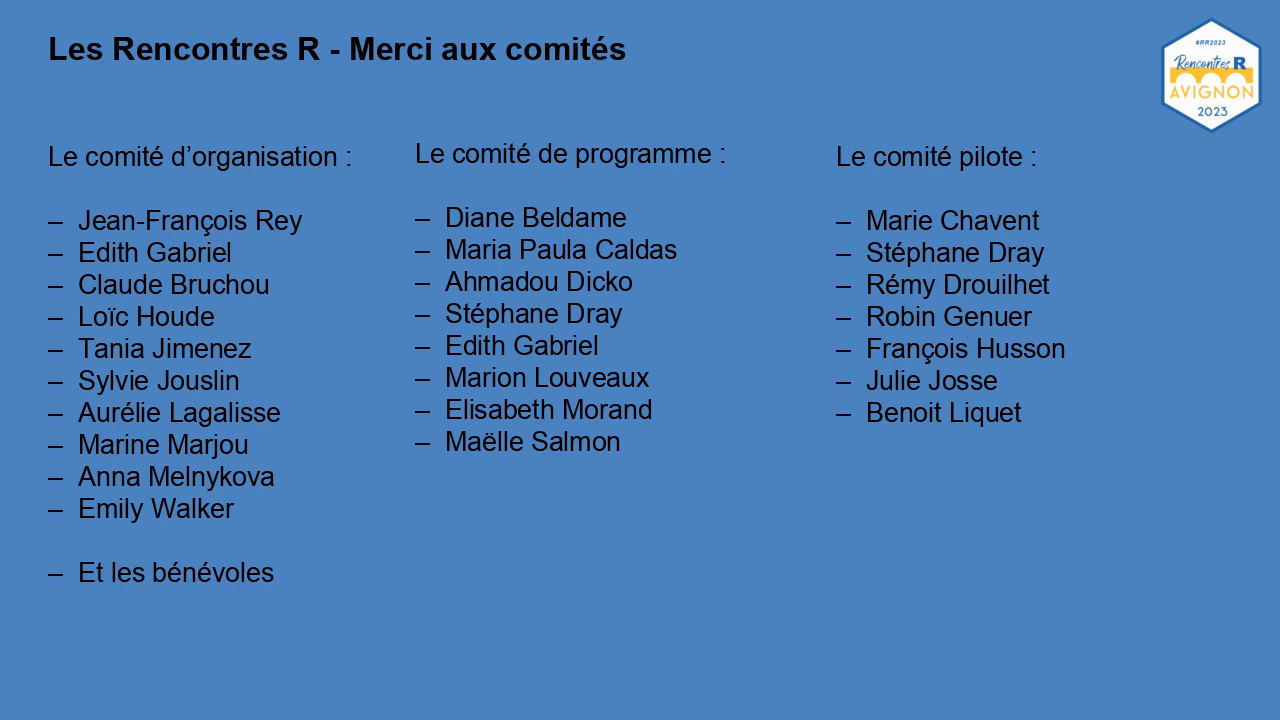 Les Rencontres R - Merci aux comités
#RR2023
Rencontres R
AVIGNON
2023
Le comité d’organisation :
– Jean-François Rey
– Edith Gabriel
– Claude Bruchou
– Loïc Houde
– Tania Jimenez
– Sylvie Jouslin
– Aurélie Lagalisse
– Marine Marjou
– Anna Melnykova
– Emily Walker
– Et les bénévoles
Le comité de programme :
– Diane Beldame
– Maria Paula Caldas
– Ahmadou Dicko
– Stéphane Dray
– Edith Gabriel
– Marion Louveaux
– Elisabeth Morand
– Maëlle Salmon
Le comité pilote :
– Marie Chavent
– Stéphane Dray
– Rémy Drouilhet
– Robin Genuer
– François Husson
– Julie Josse
– Benoit Liquet